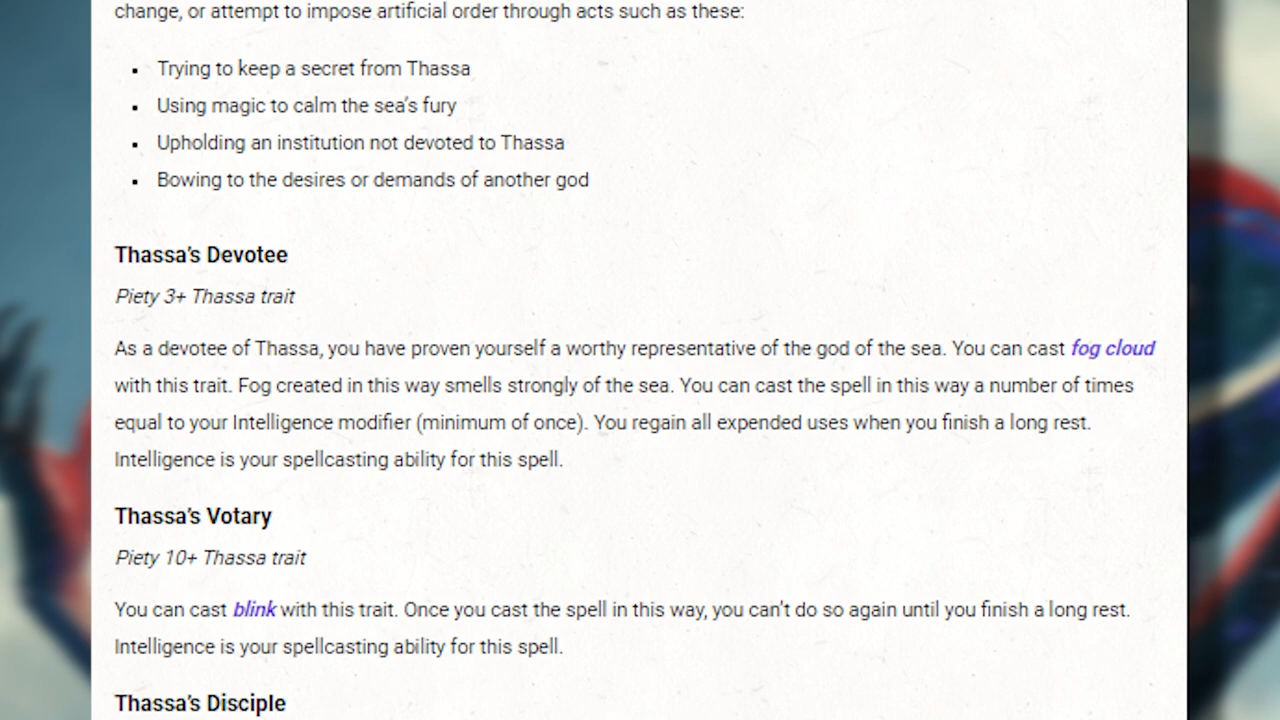 change, or attempt to impose artificial order through acts such as these:
Trying to keep a secret from Thassa
Using magic to calm the sea's fury
Upholding an institution not devoted to Thassa
Bowing to the desires or demands of another god
Thassa's Devotee
Piety 3+ Thassa trait
As a devotee of Thassa, you have proven yourself a worthy representative of the god of the sea. You can cast fog cloud
with this trait. Fog created in this way smells strongly of the sea. You can cast the spell in this way a number of times
equal to your Intelligence modifier (minimum of once). You regain all expended uses when you finish a long rest.
Intelligence is your spellcasting ability for this spell.
Thassa's Votary
Piety 10+ Thassa trait
You can cast blink with this trait. Once you cast the spell in this way, you can't do so again until you finish a long rest.
Intelligence is your spellcasting ability for this spell.
Thassa's Disciple